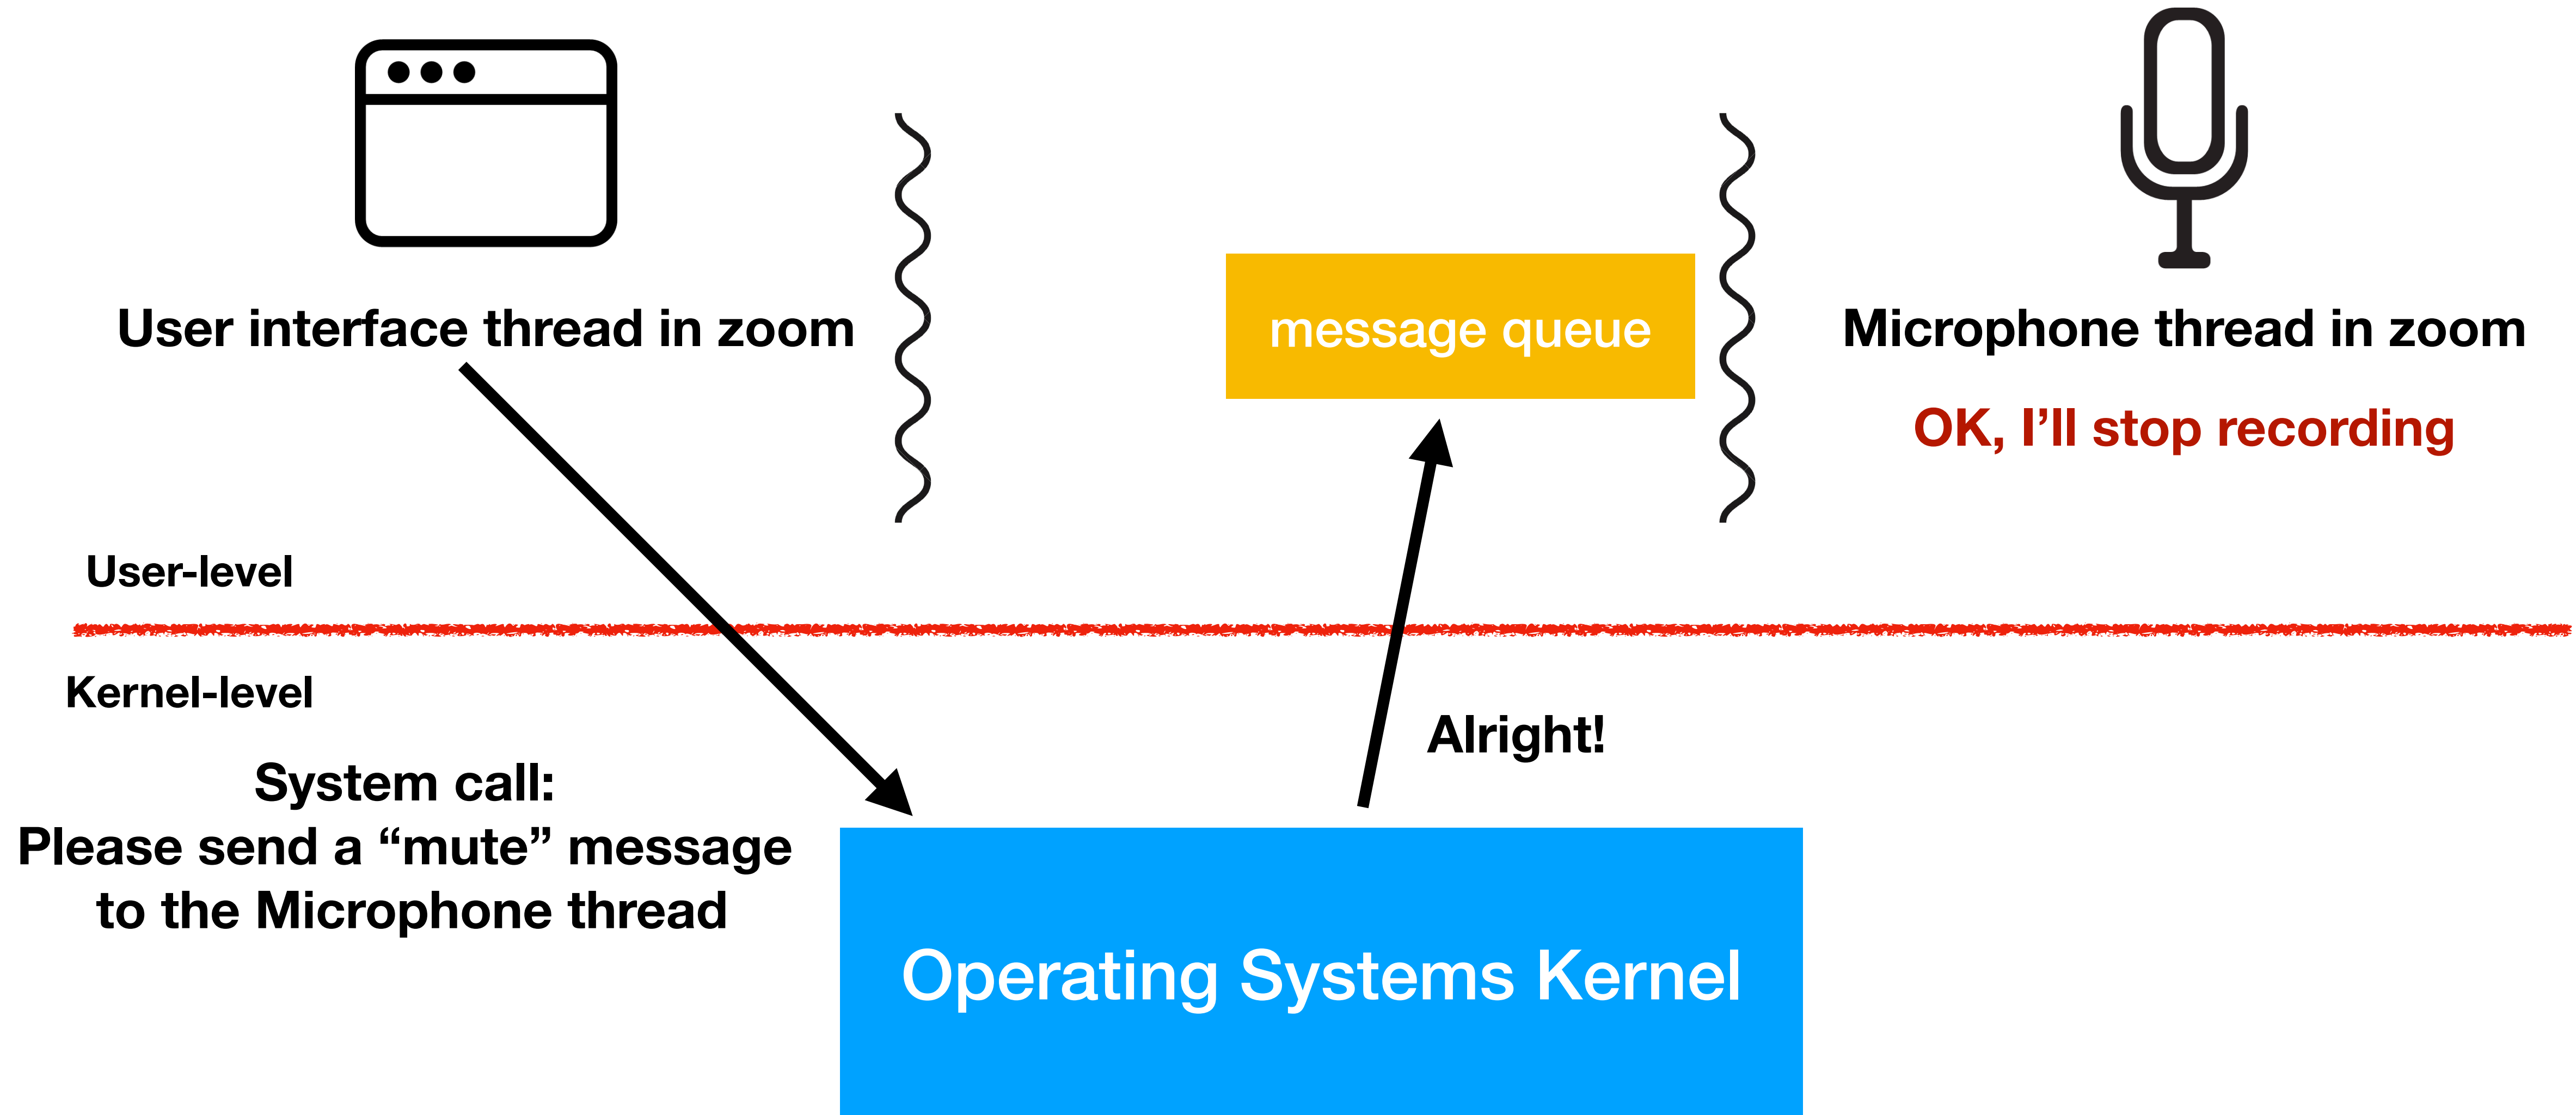 User interface thread in zoom
message queue
Microphone thread in zoom
OK, I’ll stop recording
User-level
Kernel-level
Alright!
System call:
Please send a “mute” message
to the Microphone thread
Operating Systems Kernel